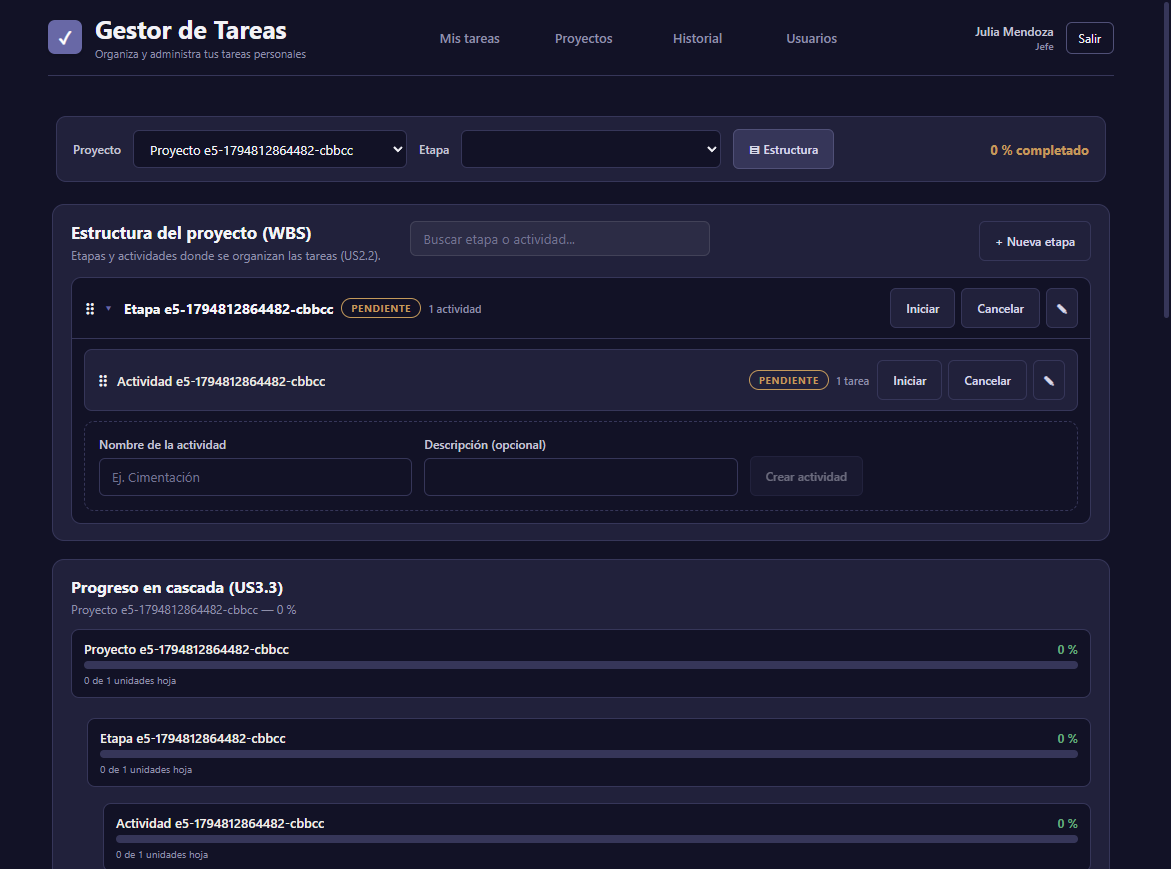 Gestor de Tareas
Organiza y administra tus tareas personales
Mis tareas
Proyectos
Historial
Usuarios
Julia Mendoza
Jefe
Salir
Proyecto
Proyecto e5-1794812864482-cbbcc
Etapa
Estructura
0 % completado
Estructura del proyecto (WBS)
Etapas y actividades donde se organizan las tareas (US2.2).
Buscar etapa o actividad...
+ Nueva etapa
Etapa e5-1794812864482-cbbcc
PENDIENTE
1 actividad
Iniciar
Cancelar
Actividad e5-1794812864482-cbbcc
PENDIENTE
1 tarea
Iniciar
Cancelar
Nombre de la actividad
Ej. Cimentación
Descripción (opcional)
Crear actividad
Progreso en cascada (US3.3)
Proyecto e5-1794812864482-cbbcc — 0 %
Proyecto e5-1794812864482-cbbcc
0 %
0 de 1 unidades hoja
Etapa e5-1794812864482-cbbcc
0 %
0 de 1 unidades hoja
Actividad e5-1794812864482-cbbcc
0 %
0 de 1 unidades hoja